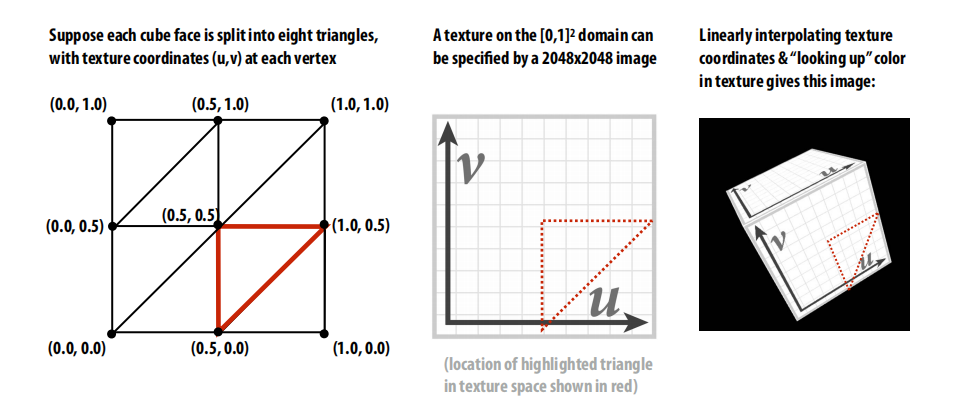 Suppose each cube face is split into eight triangles,
with texture coordinates (u,v) at each vertex
(0.0, 1.0)
(0.5, 1.0)
(1.0, 1.0)
(0.0, 0.5)
(0.5, 0.5)
(1.0, 0.5)
(0.0, 0.0)
(0.5, 0.0)
(1.0, 0.0)
A texture on the [0,1]² domain can
be specified by a 2048x2048 image
v
u
(location of highlighted triangle
in texture space shown in red)
Linearly interpolating texture
coordinates & “looking up” color
in texture gives this image:
v
u
v
u